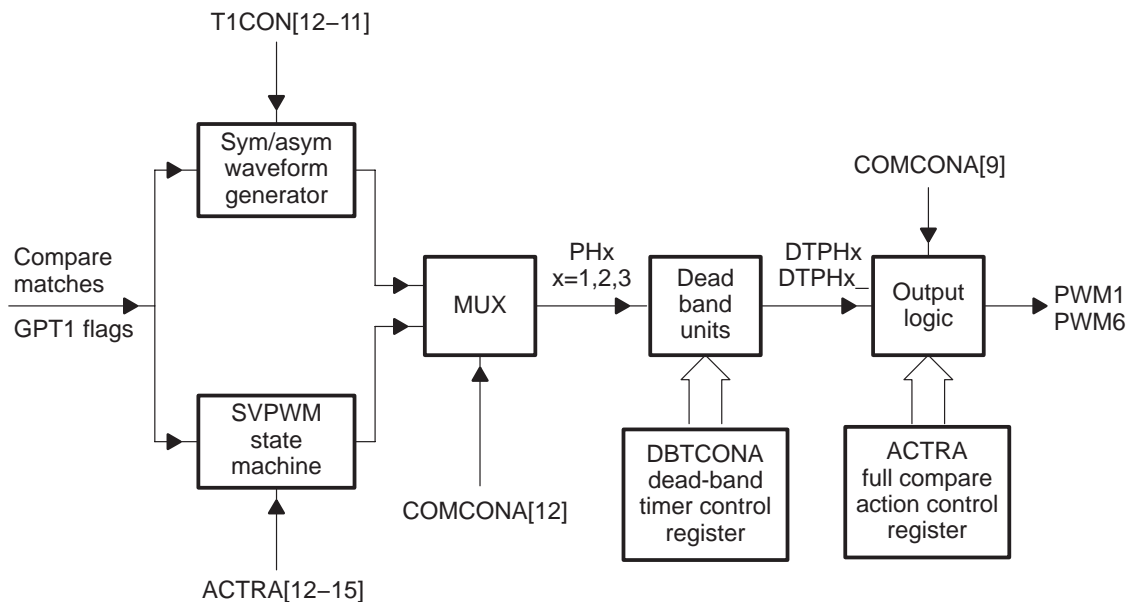 T1CON[12–11]
Sym/asym
waveform
generator
COMCONA[9]
Compare
matches
GPT1 flags
MUX
PHx
x=1,2,3
Dead
band
units
DTPHx
DTPHx_
Output
logic
PWM1
PWM6
SVPWM
state
machine
COMCONA[12]
DBTCONA
dead-band
timer control
register
ACTRA
full compare
action control
register
ACTRA[12–15]